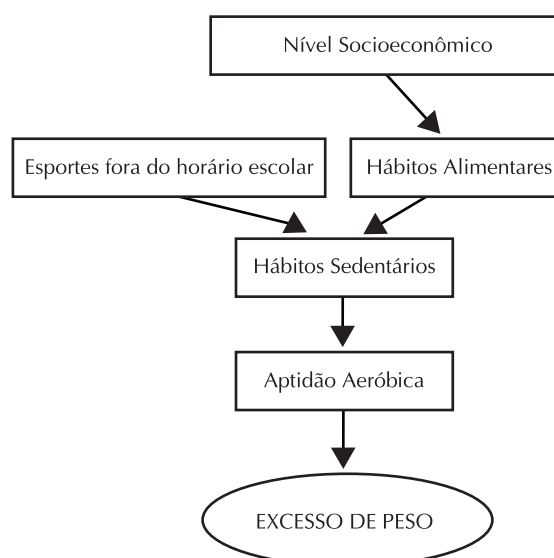 Nível Socioeconômico
Esportes fora do horário escolar
Hábitos Alimentares
Hábitos Sedentários
Aptidão Aeróbica
EXCESSO DE PESO